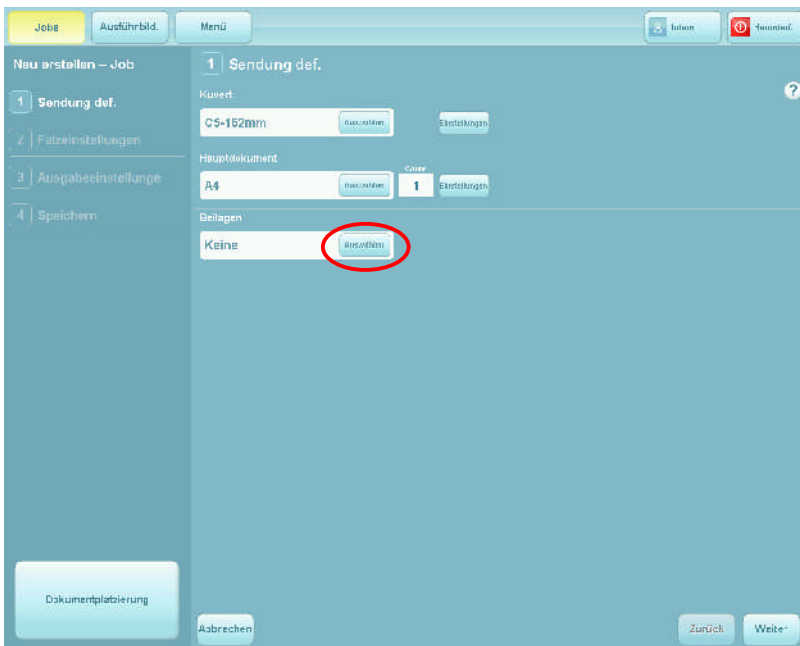 Jobs
Ausführbild.
Menü
Neu erstellen – Job
1 Sendung def.
2 Falzeinstellungen
3 Ausgabeeinstellunge
4 Speichern
Dokumentplatzierung
1 Sendung def.
?
Kuvert
C5-162mm
Auswählen
Einstellungen
Hauptdokument
A4
Auswählen
1
Einstellungen
Beilagen
Keine
Auswählen
Abbrechen
Zurück
Weiter